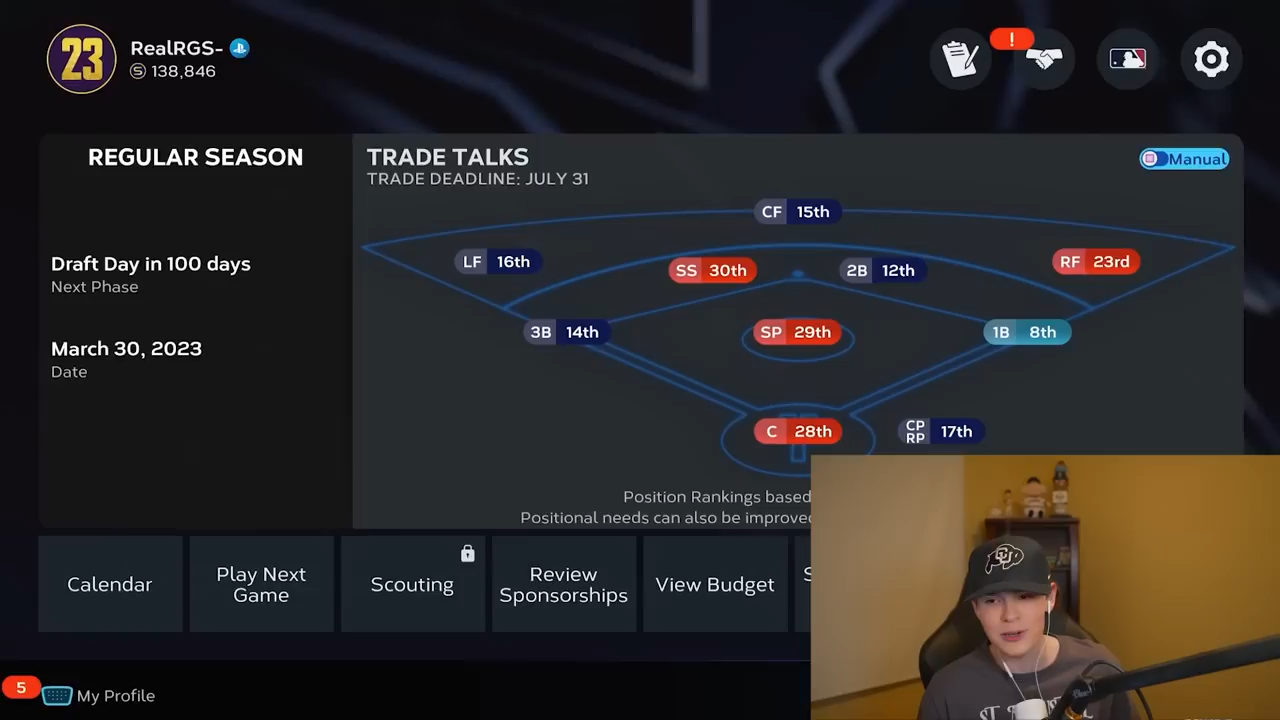 23
RealRGS-
138,846
!
REGULAR SEASON
Draft Day in 100 days
Next Phase
March 30, 2023
Date
TRADE TALKS
TRADE DEADLINE: JULY 31
Manual
CF 15th
LF 16th
SS 30th
2B 12th
RF 23rd
3B 14th
SP 29th
1B 8th
C 28th
CP
RP 17th
Position Rankings based
Positional needs can also be improve
Calendar
Play Next
Game
Scouting
Review
Sponsorships
View Budget
5
My Profile
CU